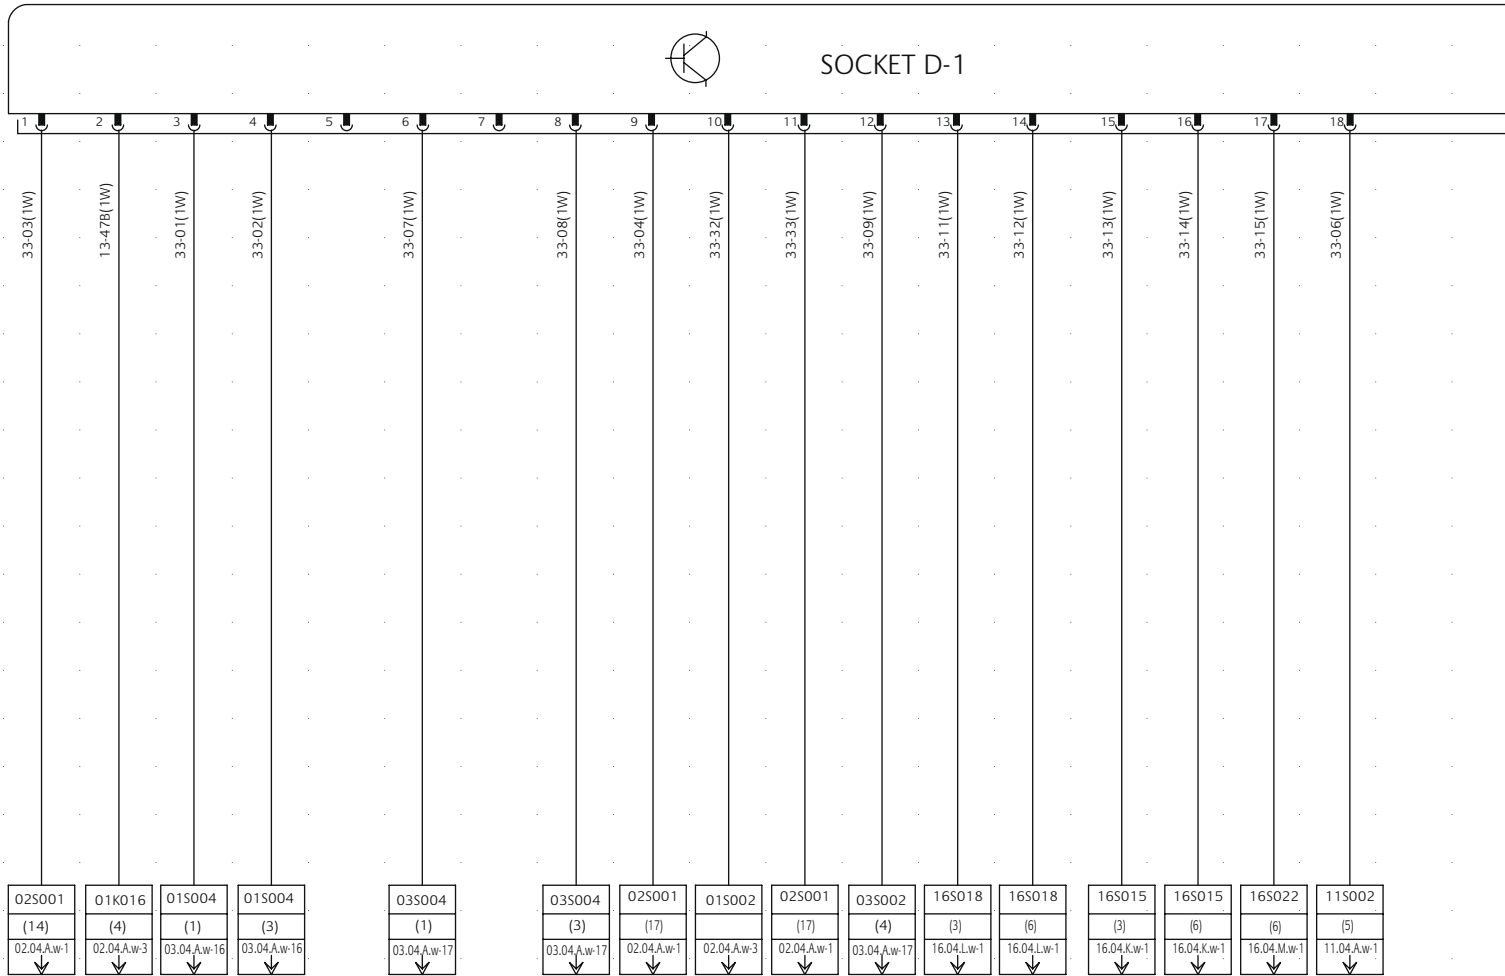 SOCKET D-1
1 2 3 4 5 6 7 8 9 10 11 12 13 14 15 16 17 18
33-03(1W)
13-47B(1W)
33-01(1W)
33-02(1W)
33-07(1W)
33-08(1W)
33-04(1W)
33-32(1W)
33-33(1W)
33-09(1W)
33-11(1W)
33-12(1W)
33-13(1W)
33-14(1W)
33-15(1W)
33-06(1W)
02S001 01K016 01S004 01S004 03S004 03S004 02S001 01S002 02S001 03S002 16S018 16S018 16S015 16S015 16S022 11S002
(14) (4) (1) (3) (1) (3) (17) (2) (17) (4) (3) (6) (3) (6) (6) (5)
02.04.A.w-1 02.04.A.w-3 03.04.A.w-16 03.04.A.w-16 03.04.A.w-17 03.04.A.w-17 02.04.A.w-1 02.04.A.w-3 02.04.A.w-1 03.04.A.w-17 16.04.L.w-1 16.04.L.w-1 16.04.K.w-1 16.04.K.w-1 16.04.M.w-1 11.04.A.w-1